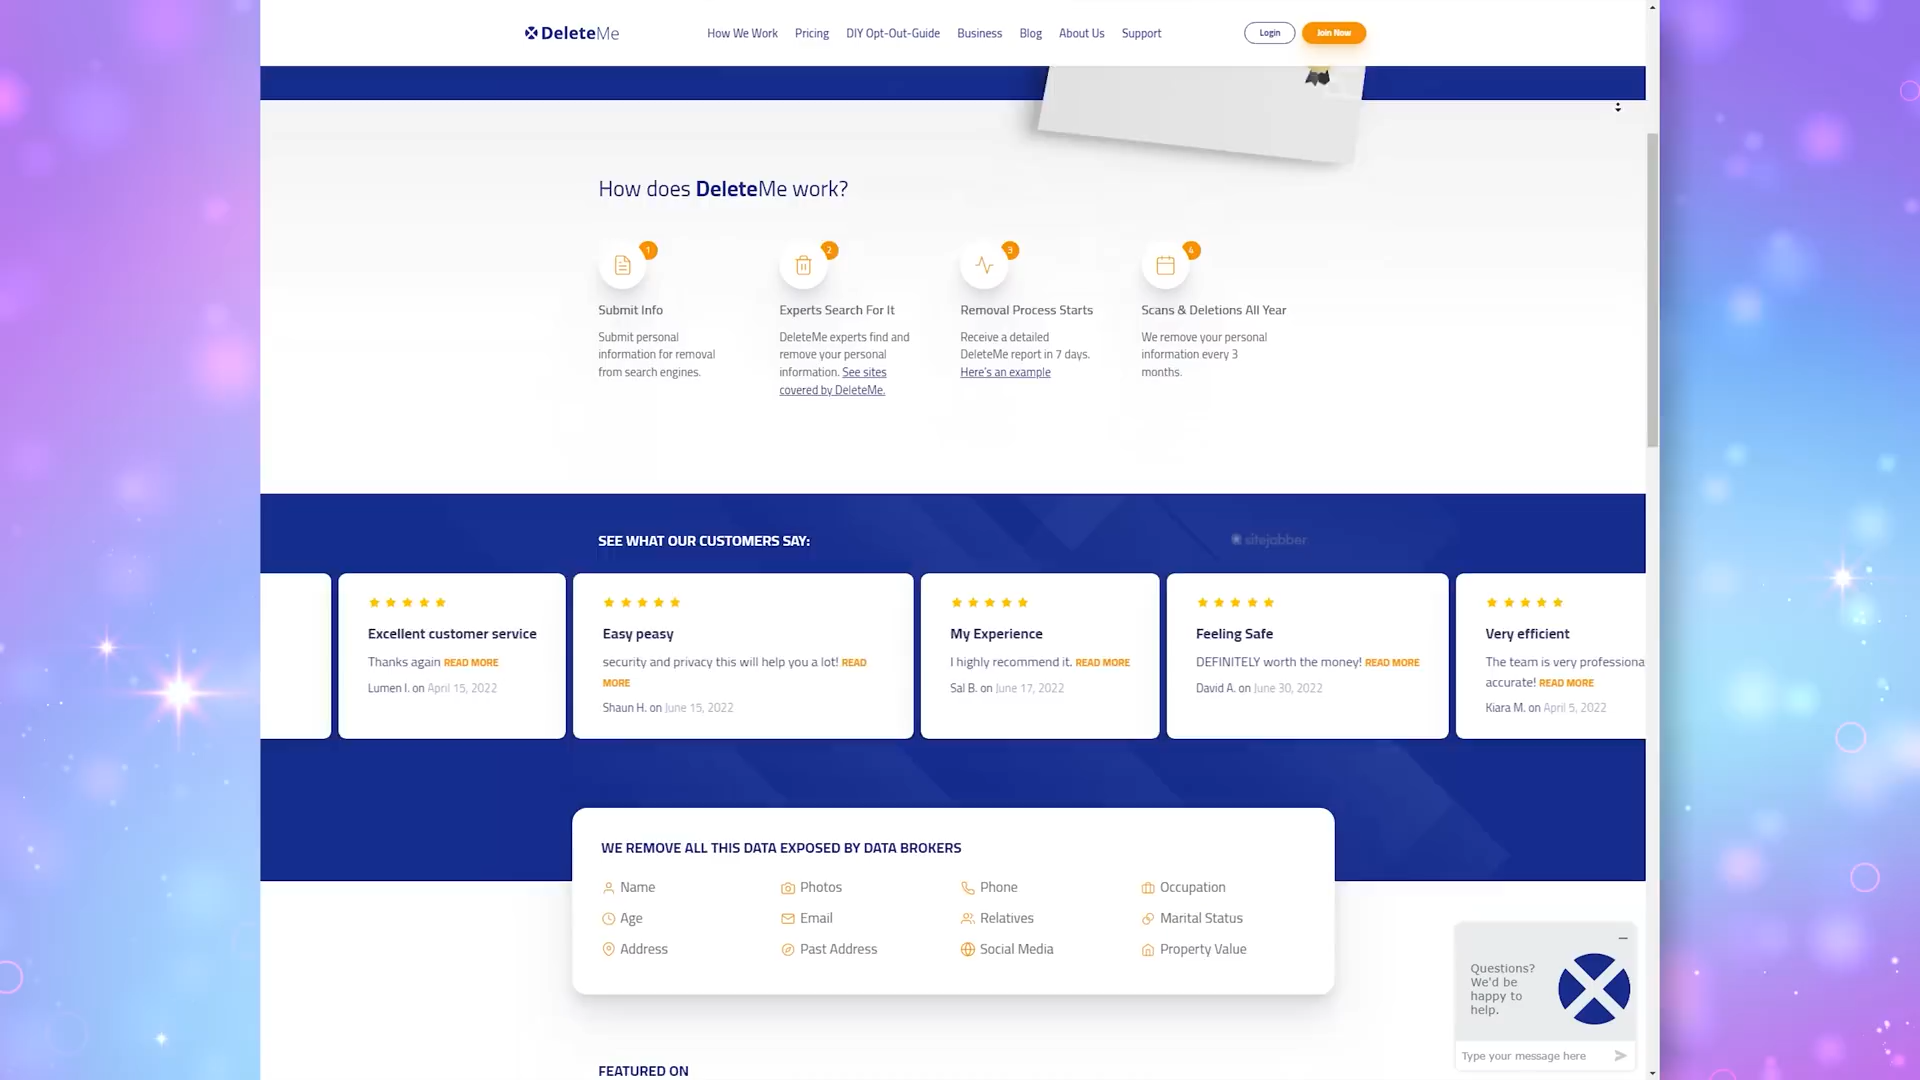 DeleteMe
How We Work
Pricing
DIY Opt-Out-Guide
Business
Blog
About Us
Support
Login
Join Now
How does DeleteMe work?
1
Submit Info
Submit personal
information for removal
from search engines.
2
Experts Search For It
DeleteMe experts find and
remove your personal
information. See sites
covered by DeleteMe.
3
Removal Process Starts
Receive a detailed
DeleteMe report in 7 days.
Here's an example
4
Scans & Deletions All Year
We remove your personal
information every 3
months.
SEE WHAT OUR CUSTOMERS SAY:
sitejabber
Excellent customer service
Thanks again READ MORE
Lumen I. on April 15, 2022
Easy peasy
security and privacy this will help you a lot! READ
MORE
Shaun H. on June 15, 2022
My Experience
I highly recommend it. READ MORE
Sal B. on June 17, 2022
Feeling Safe
DEFINITELY worth the money! READ MORE
David A. on June 30, 2022
Very efficient
The team is very professiona
accurate! READ MORE
Kiara M. on April 5, 2022
WE REMOVE ALL THIS DATA EXPOSED BY DATA BROKERS
Name
Photos
Phone
Occupation
Age
Email
Relatives
Marital Status
Address
Past Address
Social Media
Property Value
Questions?
We'd be
happy to
help.
Type your message here
FEATURED ON